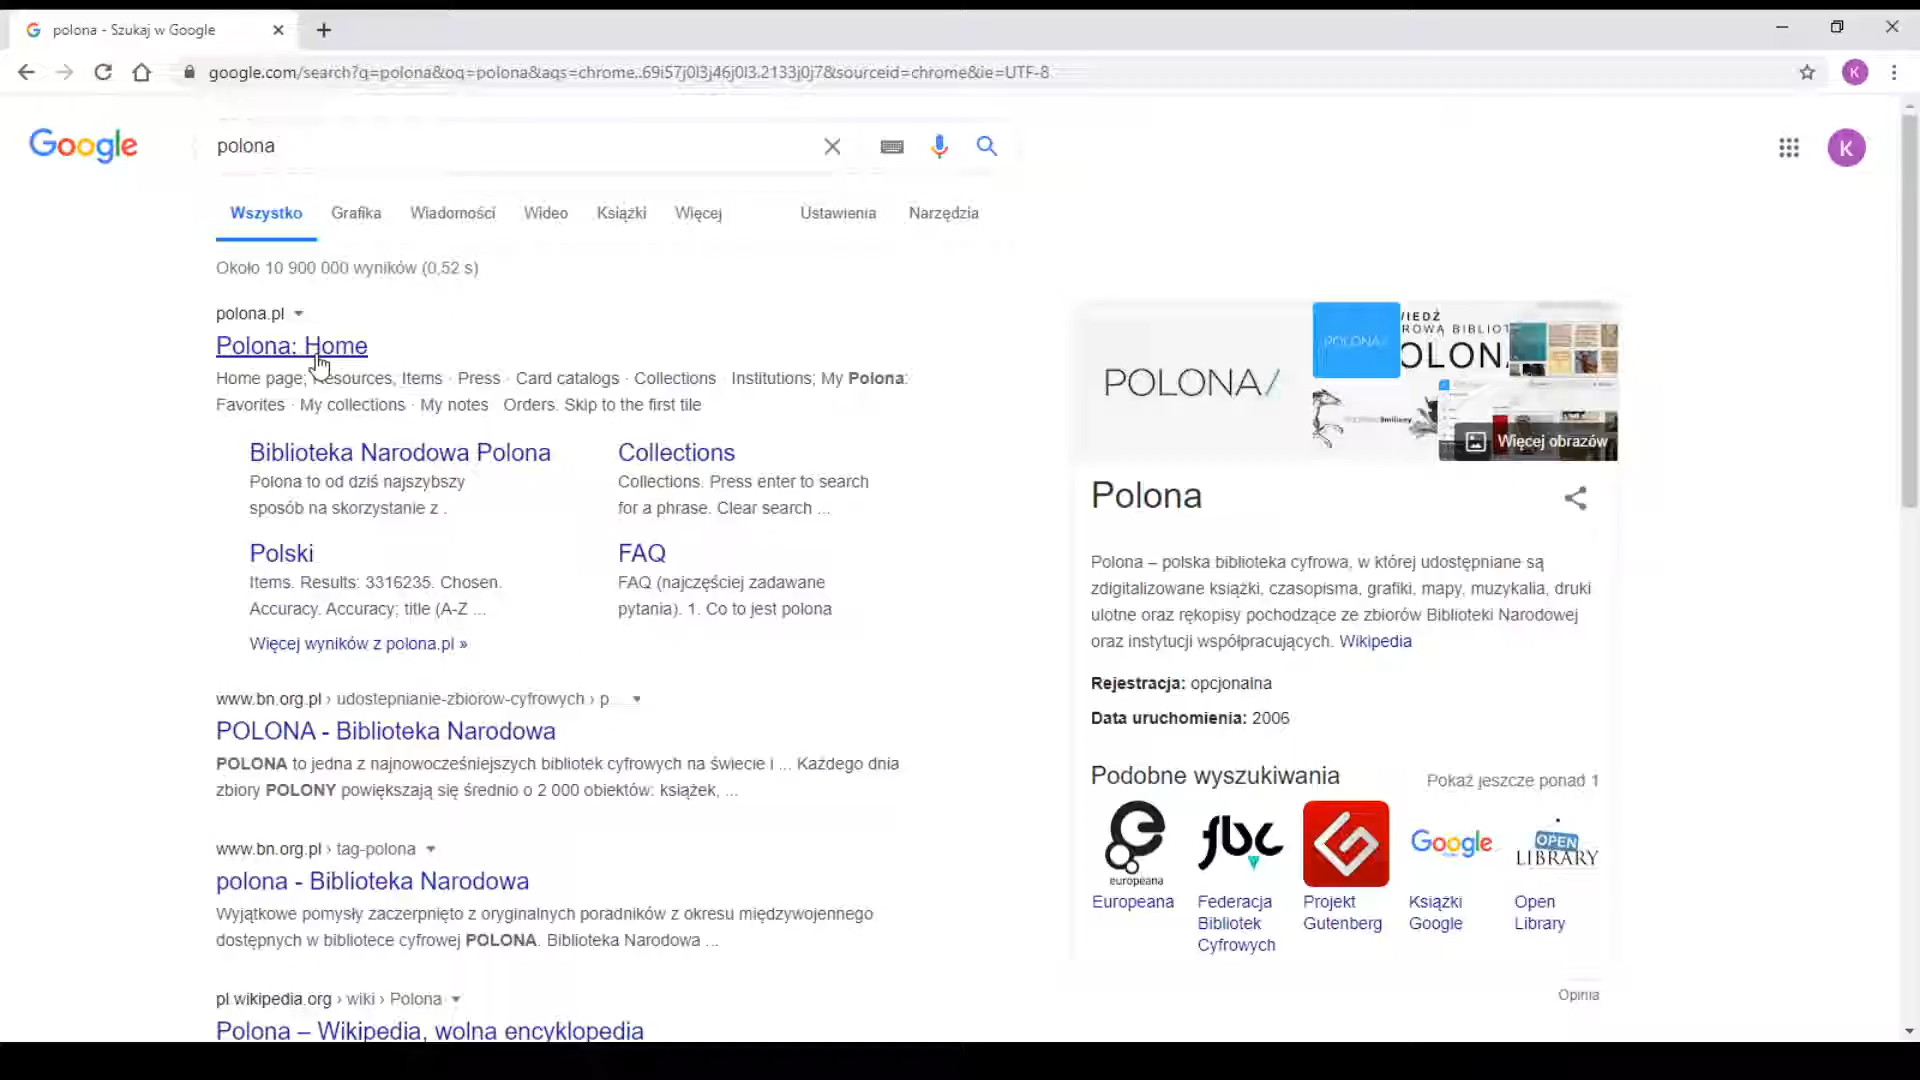 polona - Szukaj w Google
google.com/search?q=polona&oq=polona&aqs=chrome..69i57j0l3j46j0l3.2133j0j7&sourceid=chrome&ie=UTF-8
K
Google
polona
K
Wszystko Grafika Wiadomości Wideo Książki Więcej Ustawienia Narzędzia
Około 10 900 000 wyników (0,52 s)
polona.pl
Polona: Home
Home page; Resources, Items · Press · Card catalogs · Collections · Institutions; My Polona:
Favorites · My collections · My notes · Orders. Skip to the first tile
Biblioteka Narodowa Polona
Polona to od dziś najszybszy
sposób na skorzystanie z .
Collections
Collections. Press enter to search
for a phrase. Clear search ...
Polski
Items. Results: 3316235. Chosen.
Accuracy. Accuracy; title (A-Z ...
FAQ
FAQ (najczęściej zadawane
pytania). 1. Co to jest polona
Więcej wyników z polona.pl »
www.bn.org.pl › udostepnianie-zbiorow-cyfrowych › p...
POLONA - Biblioteka Narodowa
POLONA to jedna z najnowocześniejszych bibliotek cyfrowych na świecie i ... Każdego dnia
zbiory POLONY powiększają się średnio o 2 000 obiektów: książek, ...
www.bn.org.pl › tag-polona
polona - Biblioteka Narodowa
Wyjątkowe pomysły zaczerpnięto z oryginalnych poradników z okresu międzywojennego
dostępnych w bibliotece cyfrowej POLONA. Biblioteka Narodowa ...
pl.wikipedia.org › wiki › Polona
Polona – Wikipedia, wolna encyklopedia
POLONA/
POLONA/
IEDŹ
ROWĄ BIBLIOT
OLON
Więcej obrazów
Polona
Polona – polska biblioteka cyfrowa, w której udostępniane są
zdigitalizowane książki, czasopisma, grafiki, mapy, muzykalia, druki
ulotne oraz rękopisy pochodzące ze zbiorów Biblioteki Narodowej
oraz instytucji współpracujących. Wikipedia
Rejestracja: opcjonalna
Data uruchomienia: 2006
Podobne wyszukiwania
Pokaż jeszcze ponad 1
europeana
fbc
Google
OPEN
LIBRARY
Europeana
Federacja
Bibliotek
Cyfrowych
Projekt
Gutenberg
Książki
Google
Open
Library
Opinia